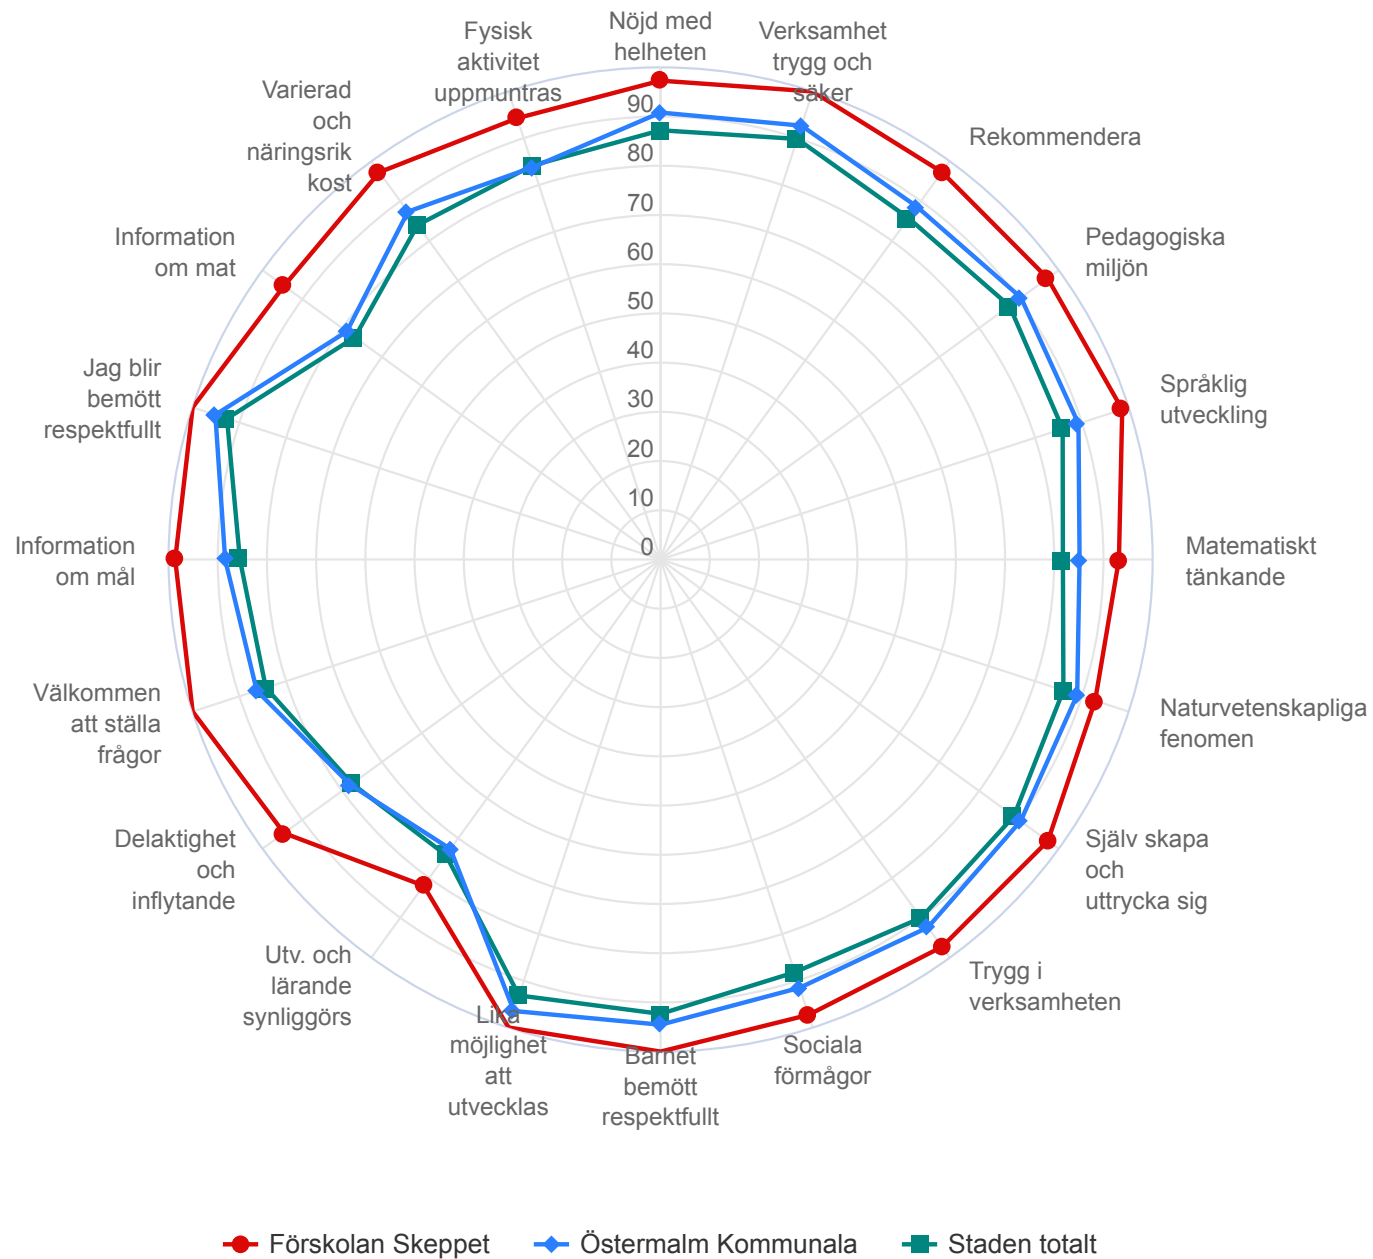 Nöjd med
helheten
Verksamhet
trygg och
säker
Rekommendera
Pedagogiska
miljön
Språklig
utveckling
Matematiskt
tänkande
Naturvetenskapliga
fenomen
Själv skapa
och
uttrycka sig
Trygg i
verksamheten
Sociala
förmågor
Barnet
bemött
respektfullt
Lika
möjlighet
att
utvecklas
Utv. och
lärande
synliggörs
Delaktighet
och
inflytande
Välkommen
att ställa
frågor
Information
om mål
Jag blir
bemött
respektfullt
Information
om mat
Varierad
och
näringsrik
kost
Fysisk
aktivitet
uppmuntras
90
80
70
60
50
40
30
20
10
0
Förskolan Skeppet
Östermalm Kommunala
Staden totalt